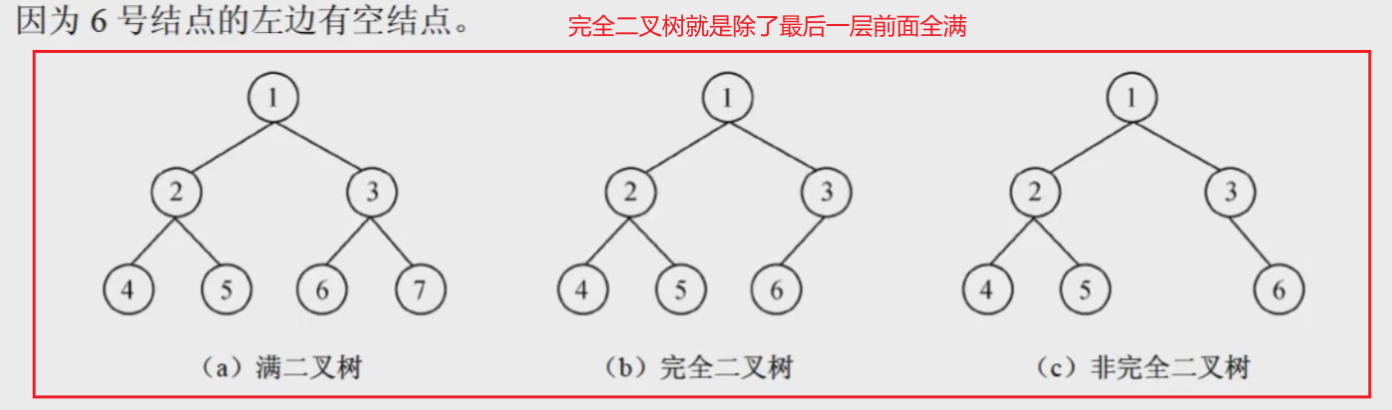 因为 6 号结点的左边有空结点。
完全二叉树就是除了最后一层前面全满
1 1 1
2 3 2 3 2 3
4 5 6 7 4 5 6 4 5 6
（a）满二叉树 （b）完全二叉树 （c）非完全二叉树